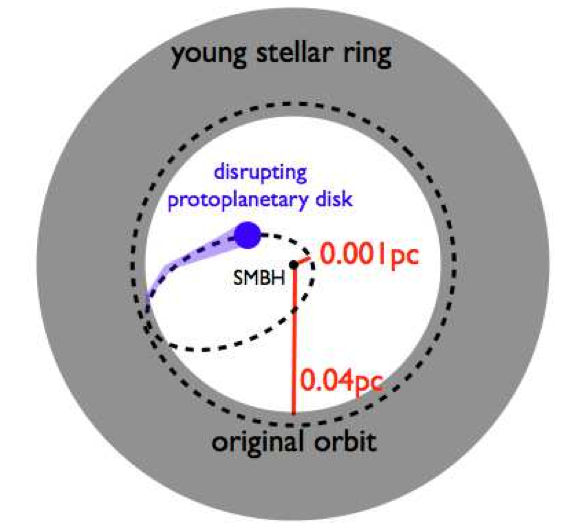 young stellar ring
disrupting
protoplanetary disk
0.001pc
SMBH
0.04pc
original orbit